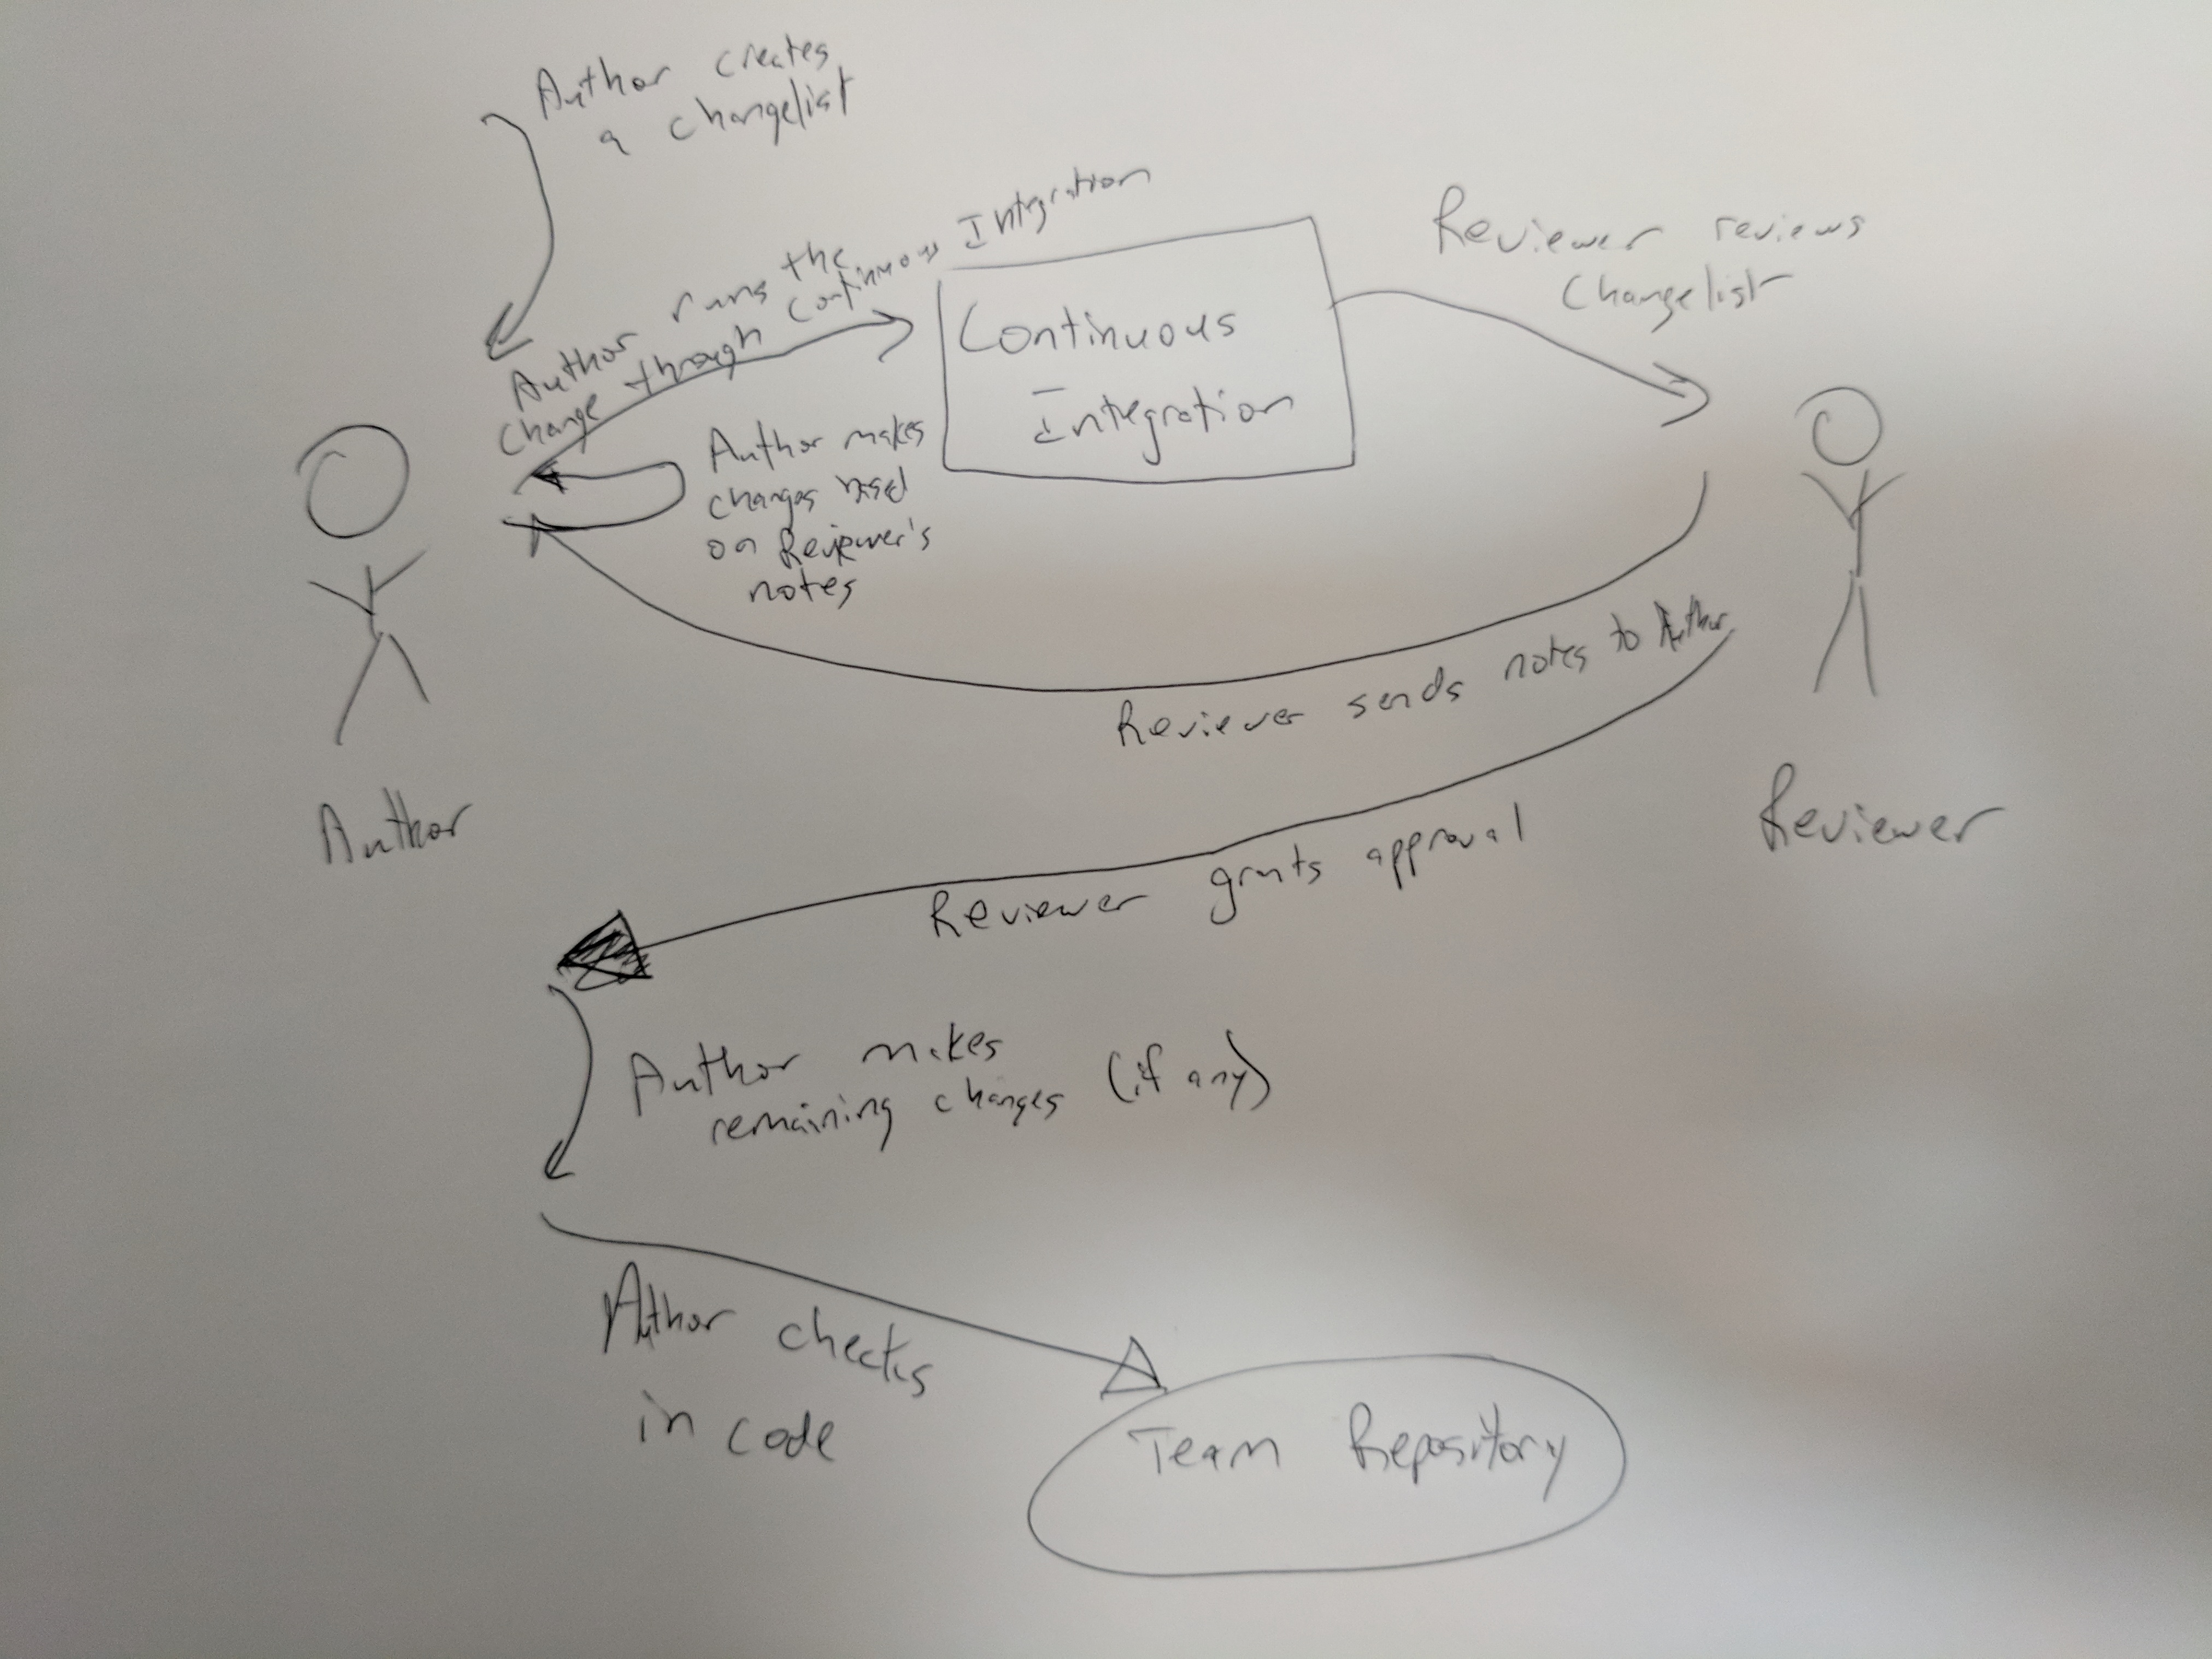 Author creates
a changelist
Author runs the
change through Continuous Integration
Continuous
Integration
Reviewer reviews
Changelist
Author makes
changes based
on Reviewer's
notes
Reviewer sends notes to Author
Author
Reviewer
Reviewer grants approval
Author makes
remaining changes (if any)
Author checks
in code
Team Repository